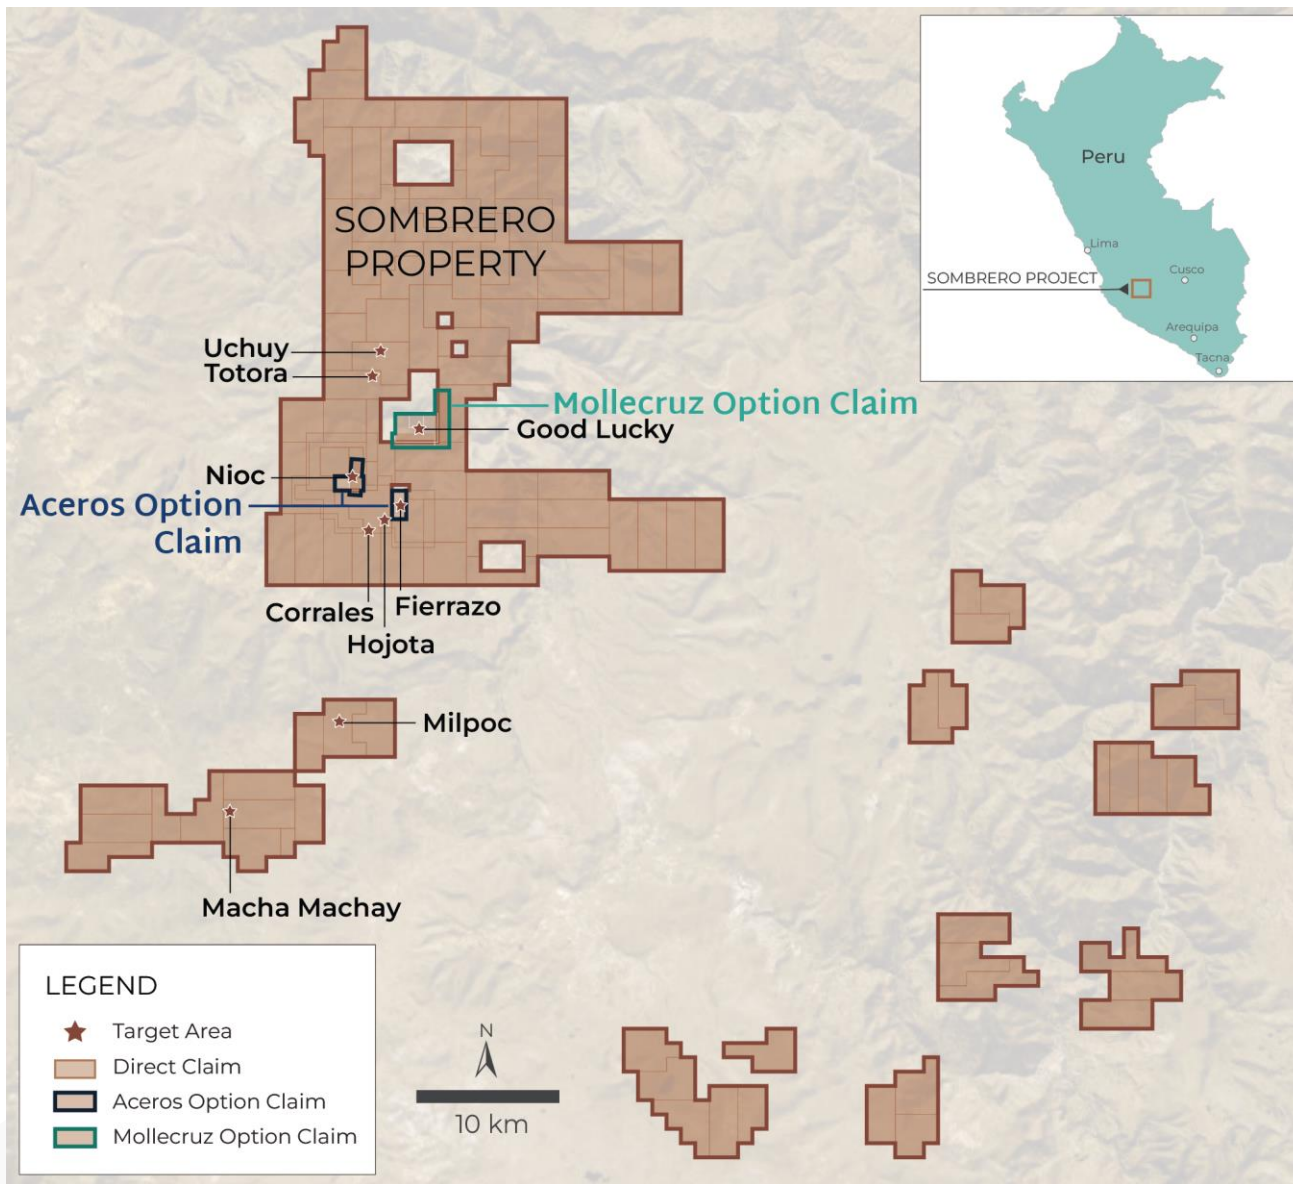 Peru
Lima
Cusco
SOMBRERO PROJECT
Arequipa
Tacna
SOMBRERO
PROPERTY
Uchuy
Totora
Mollecruz Option Claim
Good Lucky
Nioc
Aceros Option
Claim
Corrales
Fierrazo
Hojota
Milpoc
Macha Machay
LEGEND
Target Area
Direct Claim
Aceros Option Claim
Mollecruz Option Claim
N
10 km